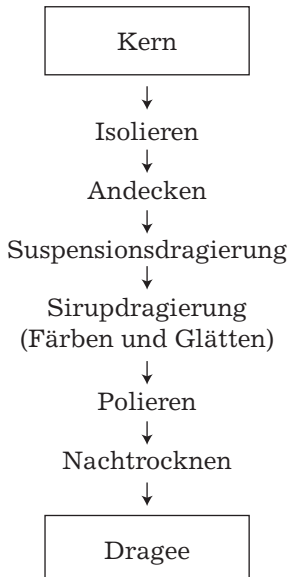 Kern
Isolieren
Andecken
Suspensionsdragierung
Sirupdragierung
(Färben und Glätten)
Polieren
Nachtrocknen
Dragee